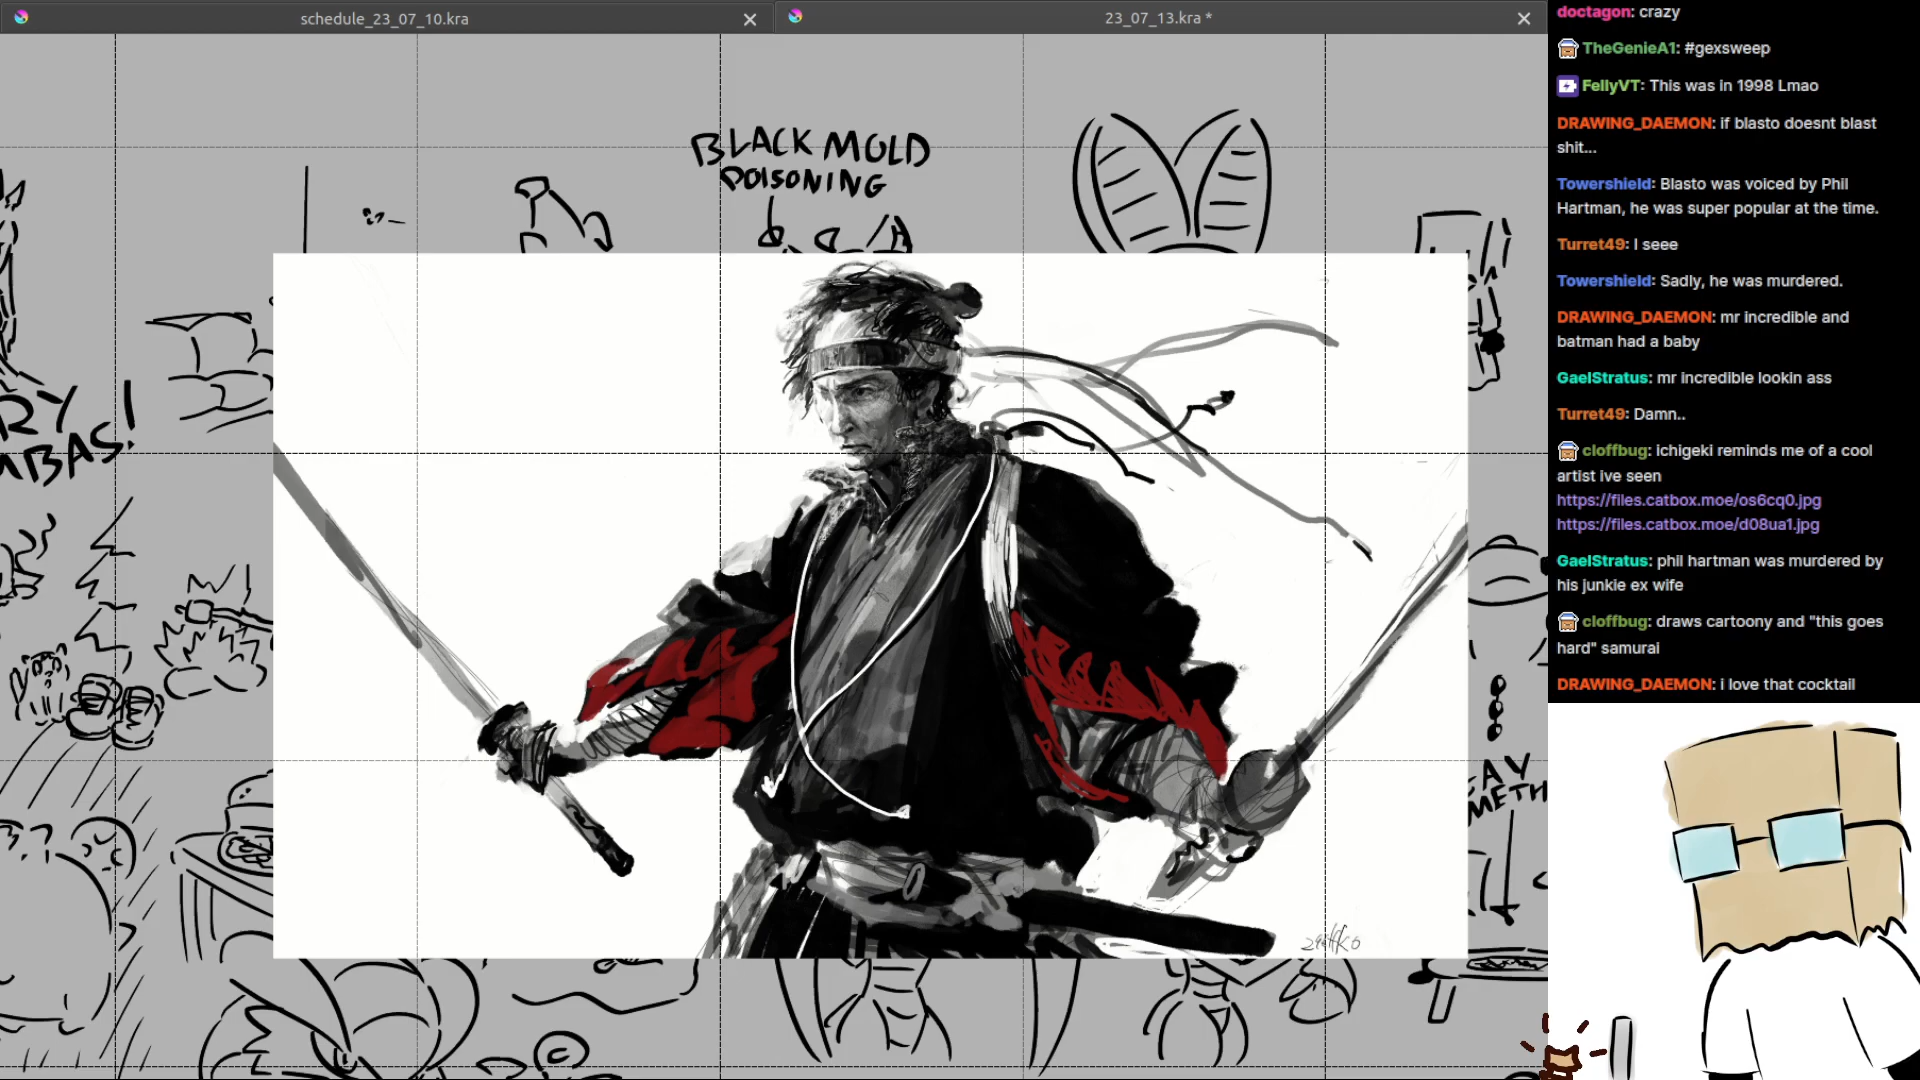 schedule_23_07_10.kra
23_07_13.kra *
BLACK MOLD
POISONING
RY
MBAS!
???
doctagon: crazy
TheGenieA1: #gexsweep
FellyVT: This was in 1998 Lmao
DRAWING_DAEMON: if blasto doesnt blast
shit...
Towershield: Blasto was voiced by Phil
Hartman, he was super popular at the time.
Turret49: I seee
Towershield: Sadly, he was murdered.
DRAWING_DAEMON: mr incredible and
batman had a baby
GaelStratus: mr incredible lookin ass
Turret49: Damn..
cloffbug: ichigeki reminds me of a cool
artist ive seen
https://files.catbox.moe/os6cq0.jpg
https://files.catbox.moe/d08ua1.jpg
GaelStratus: phil hartman was murdered by
his junkie ex wife
cloffbug: draws cartoony and "this goes
hard" samurai
DRAWING_DAEMON: i love that cocktail
AY
METH